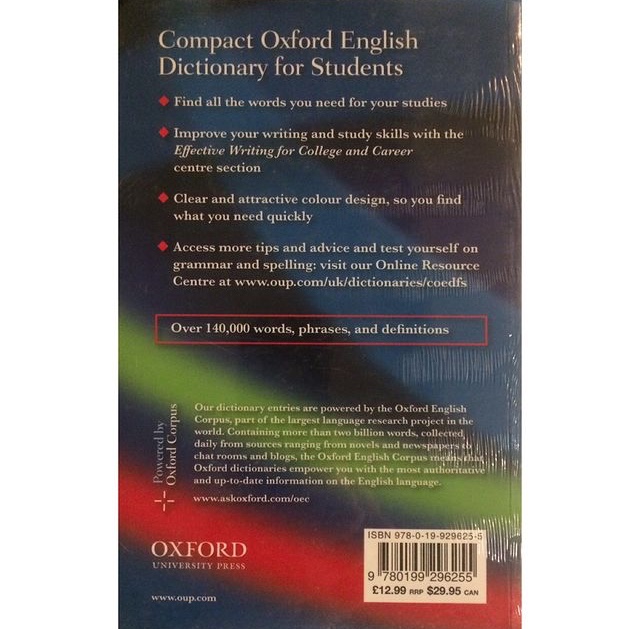 Compact Oxford English
Dictionary for Students
Find all the words you need for your studies
Improve your writing and study skills with the
Effective Writing for College and Career
centre section
Clear and attractive colour design, so you find
what you need quickly
Access more tips and advice and test yourself on
grammar and spelling: visit our Online Resource
Centre at www.oup.com/uk/dictionaries/coedfs
Over 140,000 words, phrases, and definitions
Powered by
Oxford Corpus
Our dictionary entries are powered by the Oxford English
Corpus, part of the largest language research project in the
world. Containing more than two billion words, collected
daily from sources ranging from novels and newspapers to
chat rooms and blogs, the Oxford English Corpus means that
Oxford dictionaries empower you with the most authoritative
and up-to-date information on the English language.
www.askoxford.com/oec
OXFORD
UNIVERSITY PRESS
www.oup.com
ISBN 978-0-19-929625-5
9 780199 296255
£12.99 RRP $29.95 CAN